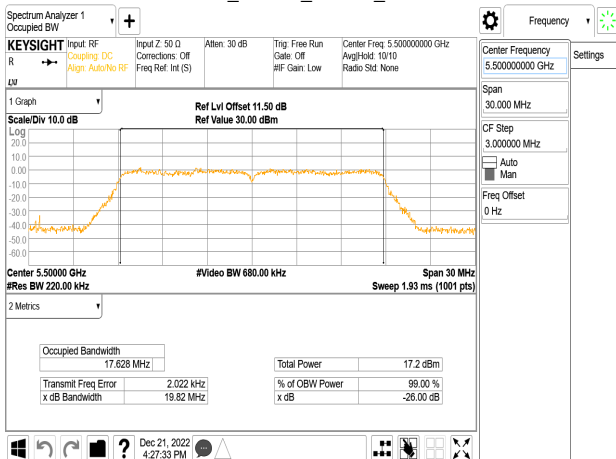 Spectrum Analyzer 1
Occupied BW
Frequency
KEYSIGHT
R
Input: RF
Coupling: DC
Align: Auto/No RF
Input Z: 50 Ω
Corrections: Off
Freq Ref: Int (S)
Atten: 30 dB
Trig: Free Run
Gate: Off
#IF Gain: Low
Center Freq: 5.500000000 GHz
Avg|Hold: 10/10
Radio Std: None
LXI
Center Frequency
5.500000000 GHz
Settings
Span
30.000 MHz
CF Step
3.000000 MHz
Auto
Man
Freq Offset
0 Hz
1 Graph
Scale/Div 10.0 dB
Ref Lvl Offset 11.50 dB
Ref Value 30.00 dBm
Log
20.0
10.0
0.00
-10.0
-20.0
-30.0
-40.0
-50.0
-60.0
Center 5.50000 GHz
#Res BW 220.00 kHz
#Video BW 680.00 kHz
Span 30 MHz
Sweep 1.93 ms (1001 pts)
2 Metrics
Occupied Bandwidth
17.628 MHz
Total Power 17.2 dBm
Transmit Freq Error 2.022 kHz
% of OBW Power 99.00 %
x dB Bandwidth 19.82 MHz
x dB -26.00 dB
?
Dec 21, 2022
4:27:33 PM